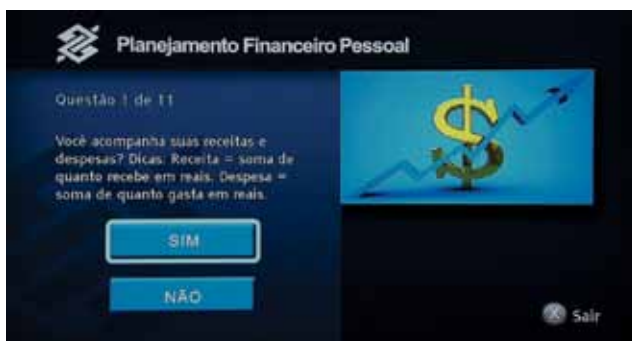 Planejamento Financeiro Pessoal
Questão 1 de 11
Você acompanha suas receitas e
despesas? Dicas: Receita = soma de
quanto recebe em reais. Despesa =
soma de quanto gasta em reais.
SIM
NÃO
X Sair